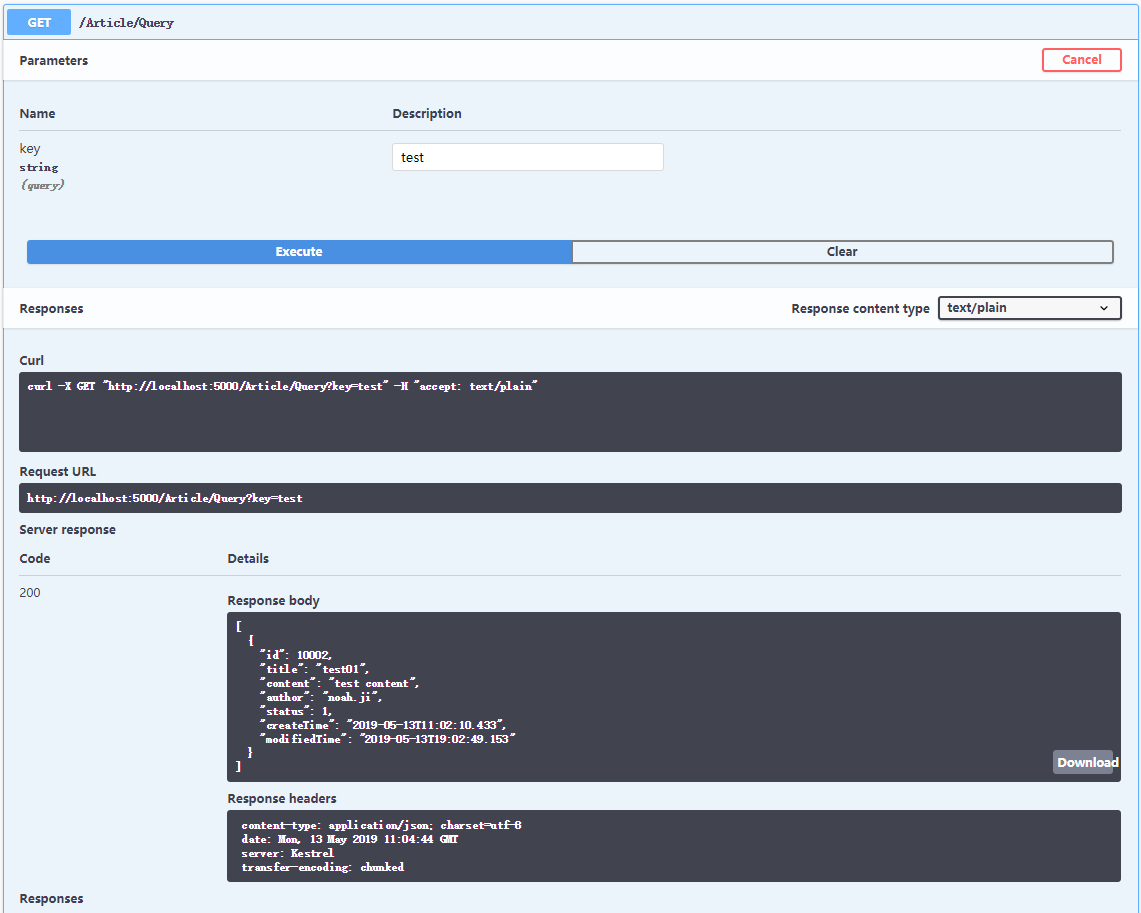 GET /Article/Query
Parameters Cancel
Name Description
key test
string
(query)
Execute Clear
Responses Response content type text/plain
Curl
curl -X GET "http://localhost:5000/Article/Query?key=test" -H "accept: text/plain"
Request URL
http://localhost:5000/Article/Query?key=test
Server response
Code Details
200
Response body
[
{
"id": 10002,
"title": "test01",
"content": "test content",
"author": "noah.ji",
"status": 1,
"createTime": "2019-05-13T11:02:10.433",
"modifiedTime": "2019-05-13T19:02:49.153"
}
]
Download
Response headers
content-type: application/json; charset=utf-8
date: Mon, 13 May 2019 11:04:44 GMT
server: Kestrel
transfer-encoding: chunked
Responses